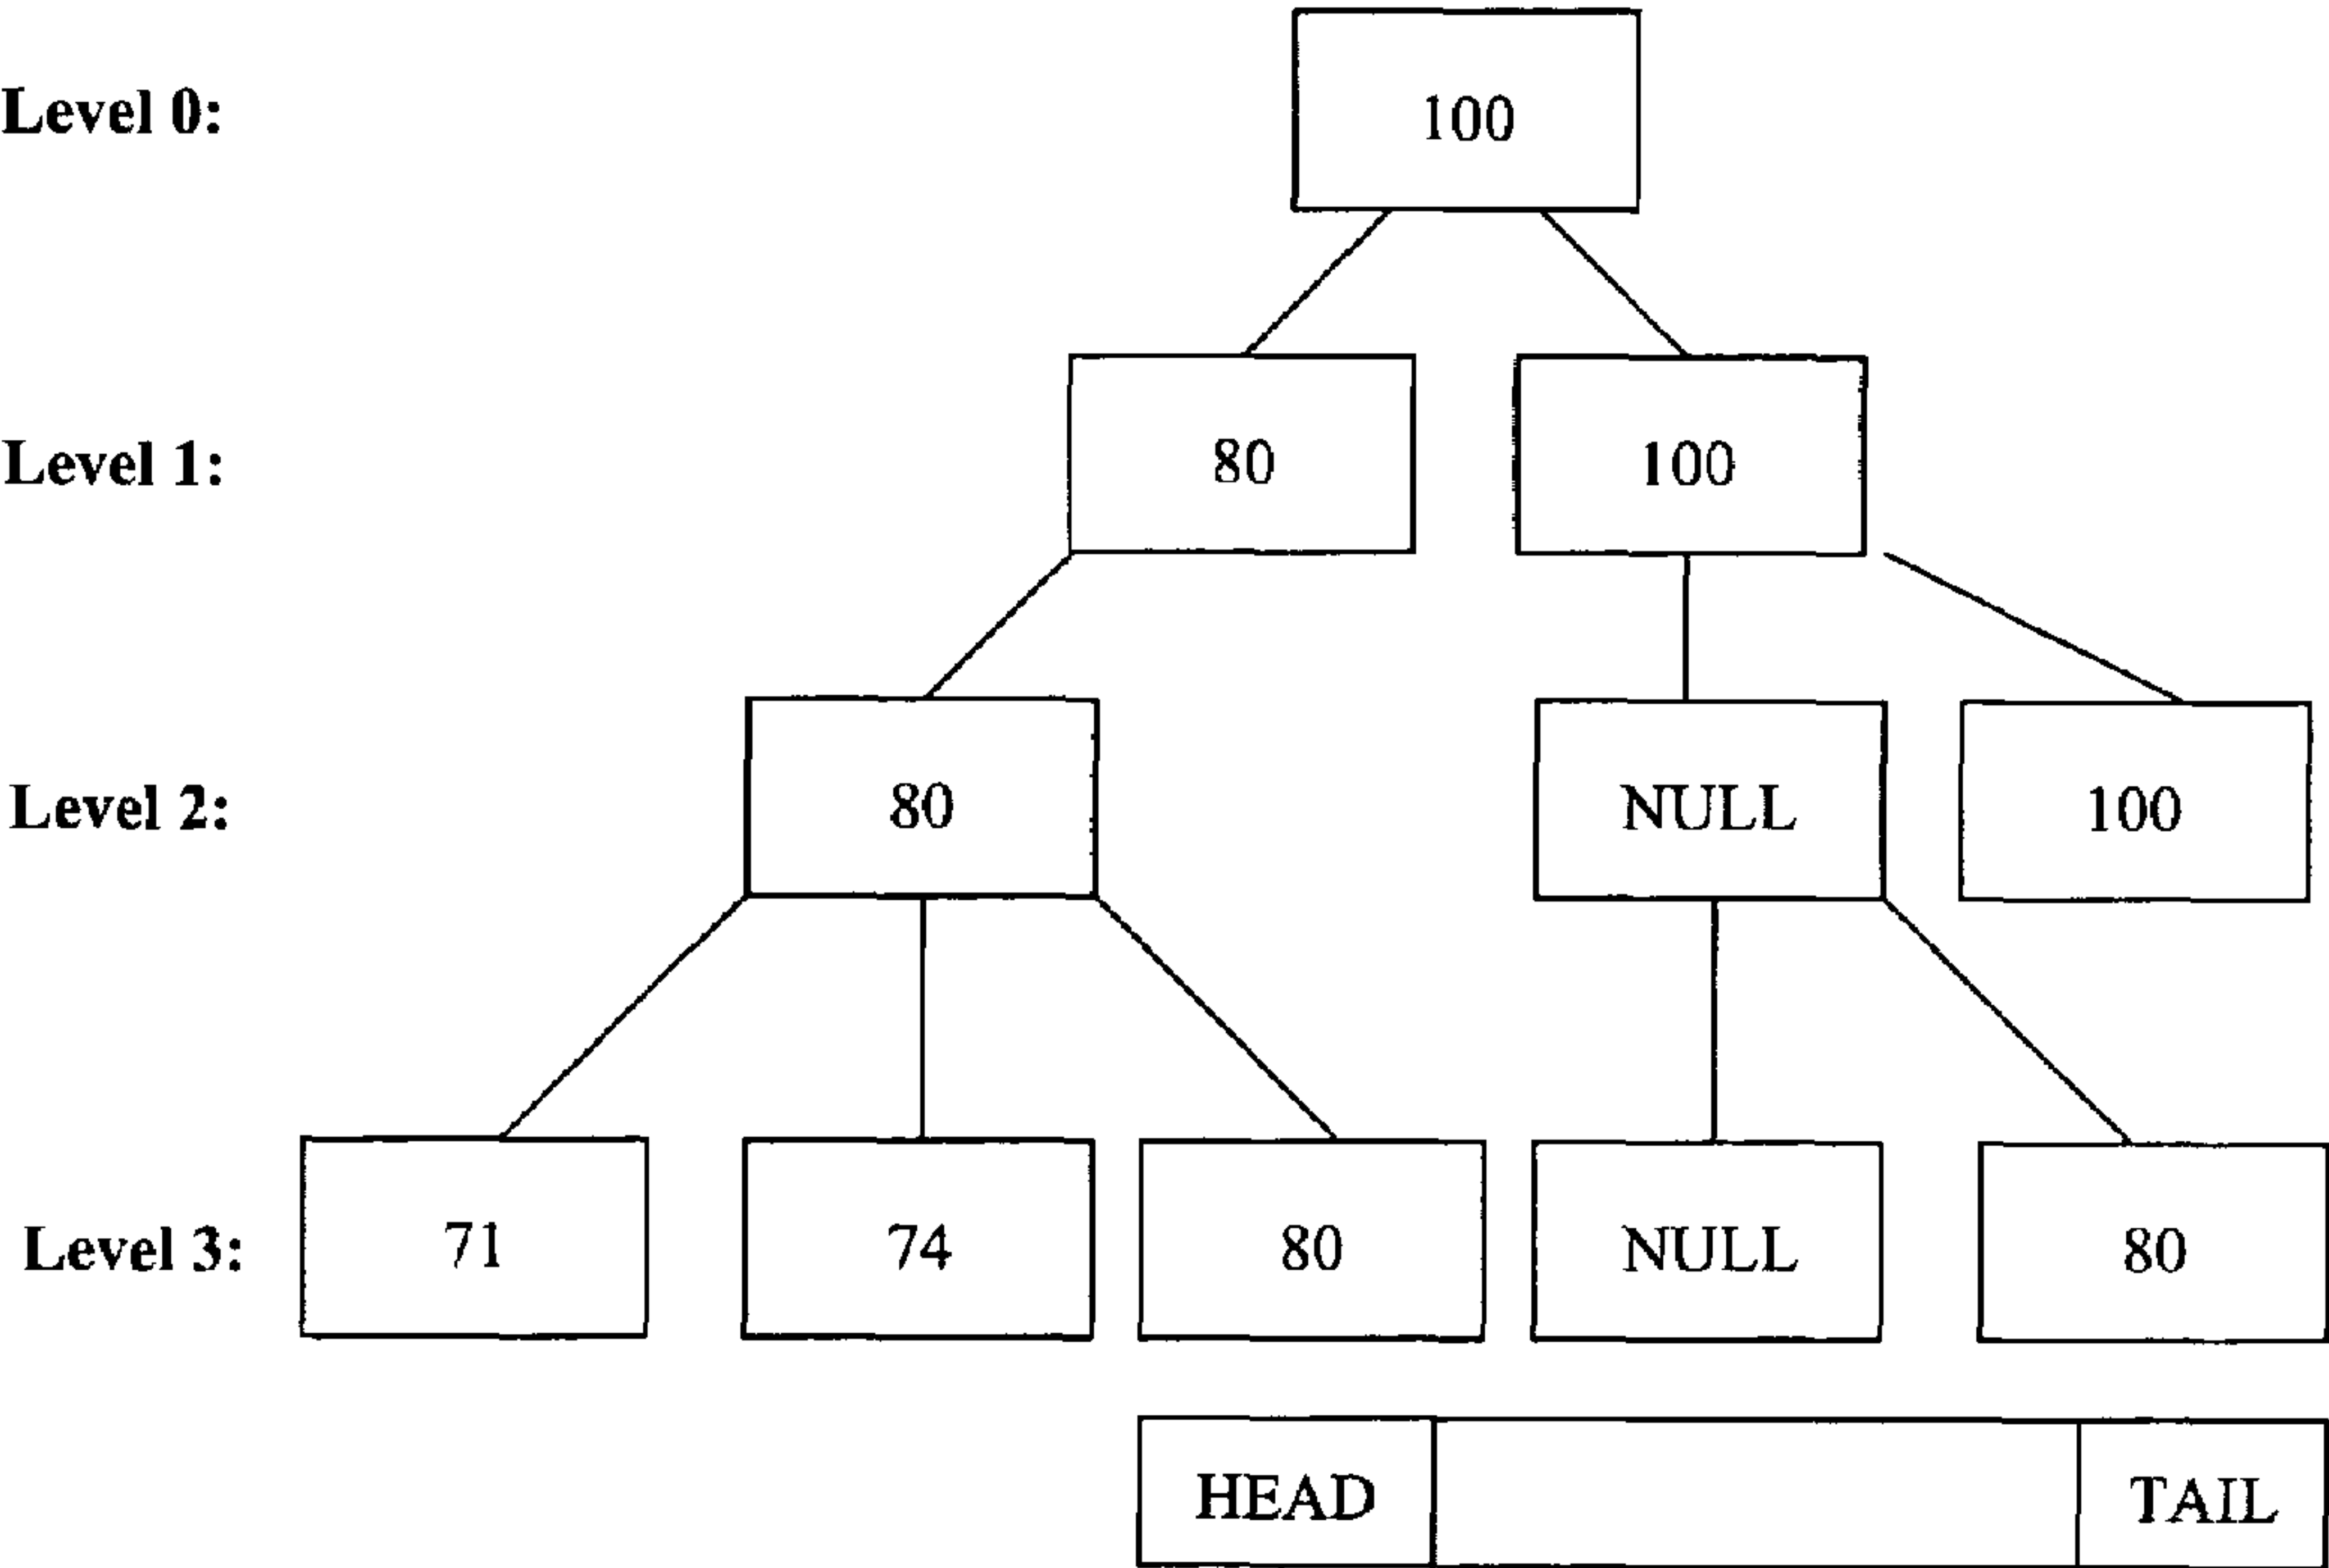 Level 0: 100
Level 1: 80 100
Level 2: 80 NULL 100
Level 3: 71 74 80 NULL 80
HEAD TAIL